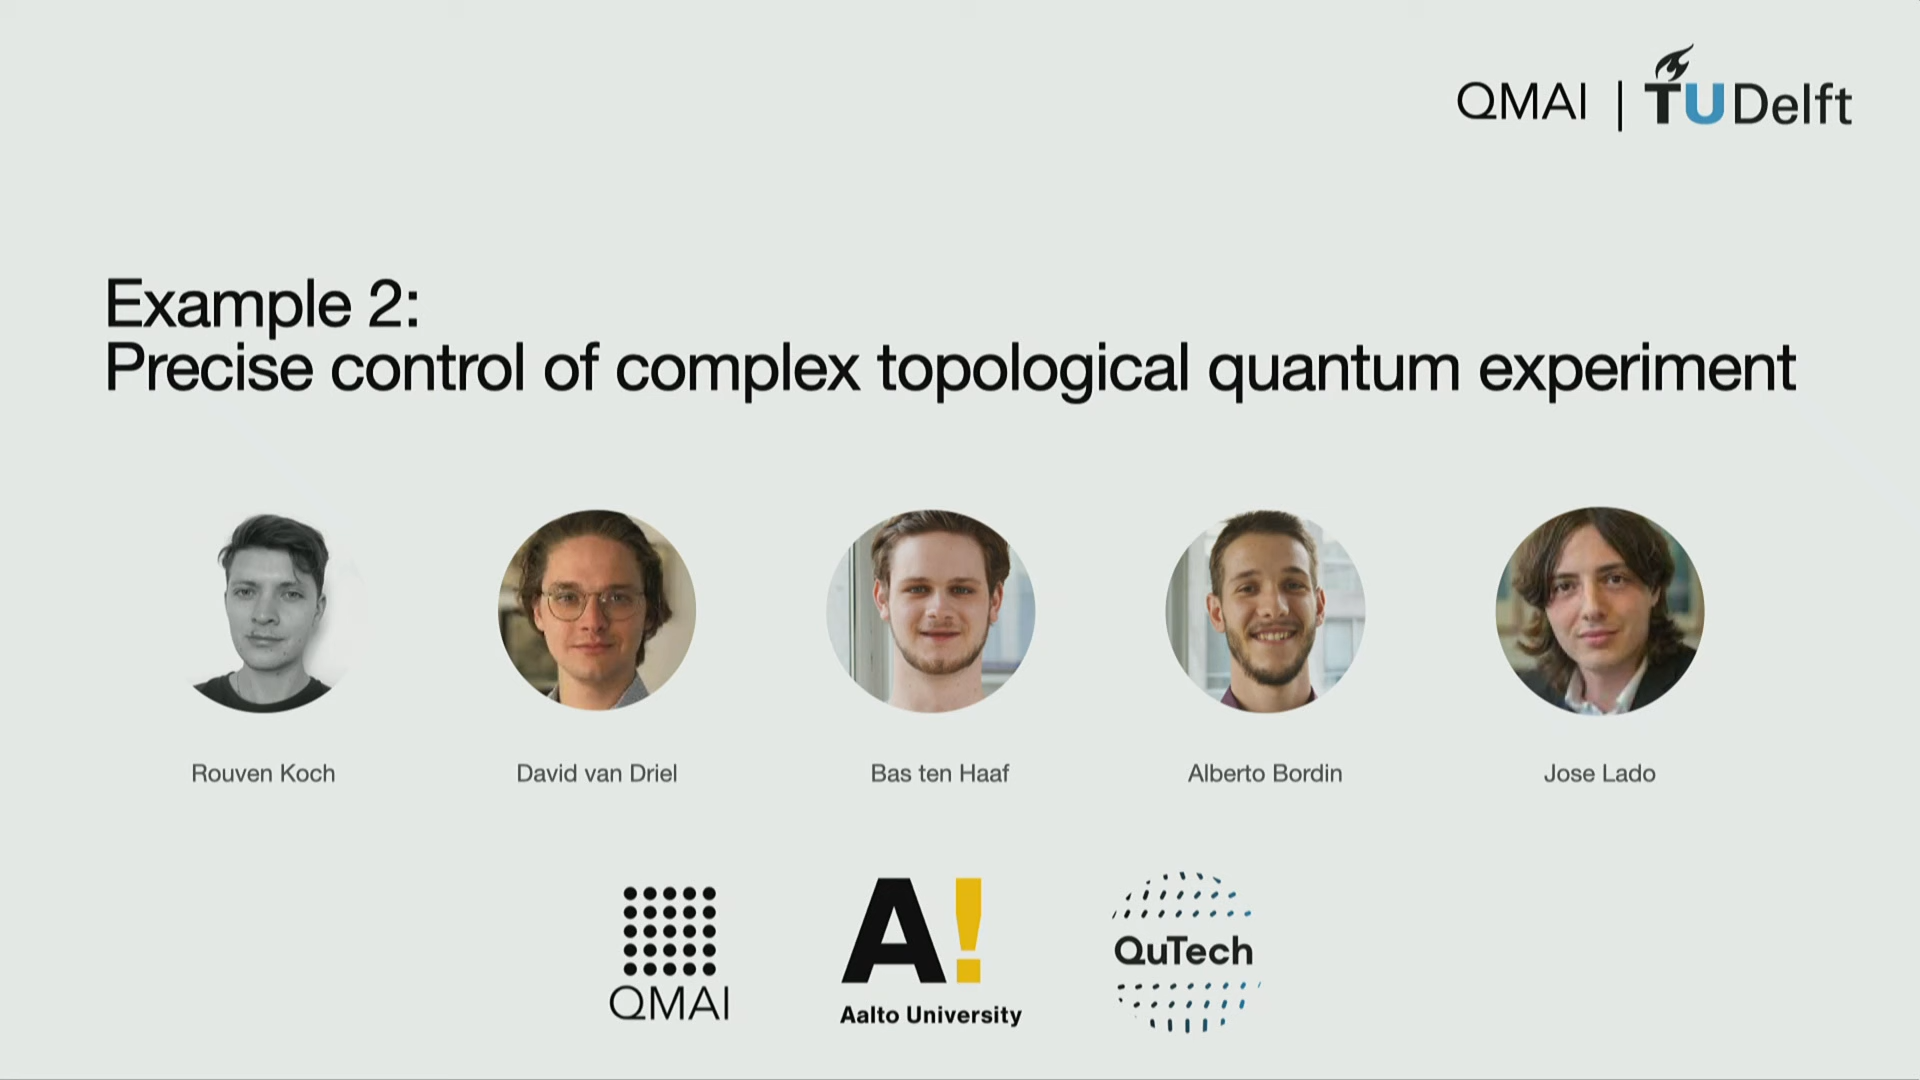 QMAI | TUDelft
Example 2:
Precise control of complex topological quantum experiment
Rouven Koch
David van Driel
Bas ten Haaf
Alberto Bordin
Jose Lado
QMAI
A!
Aalto University
QuTech